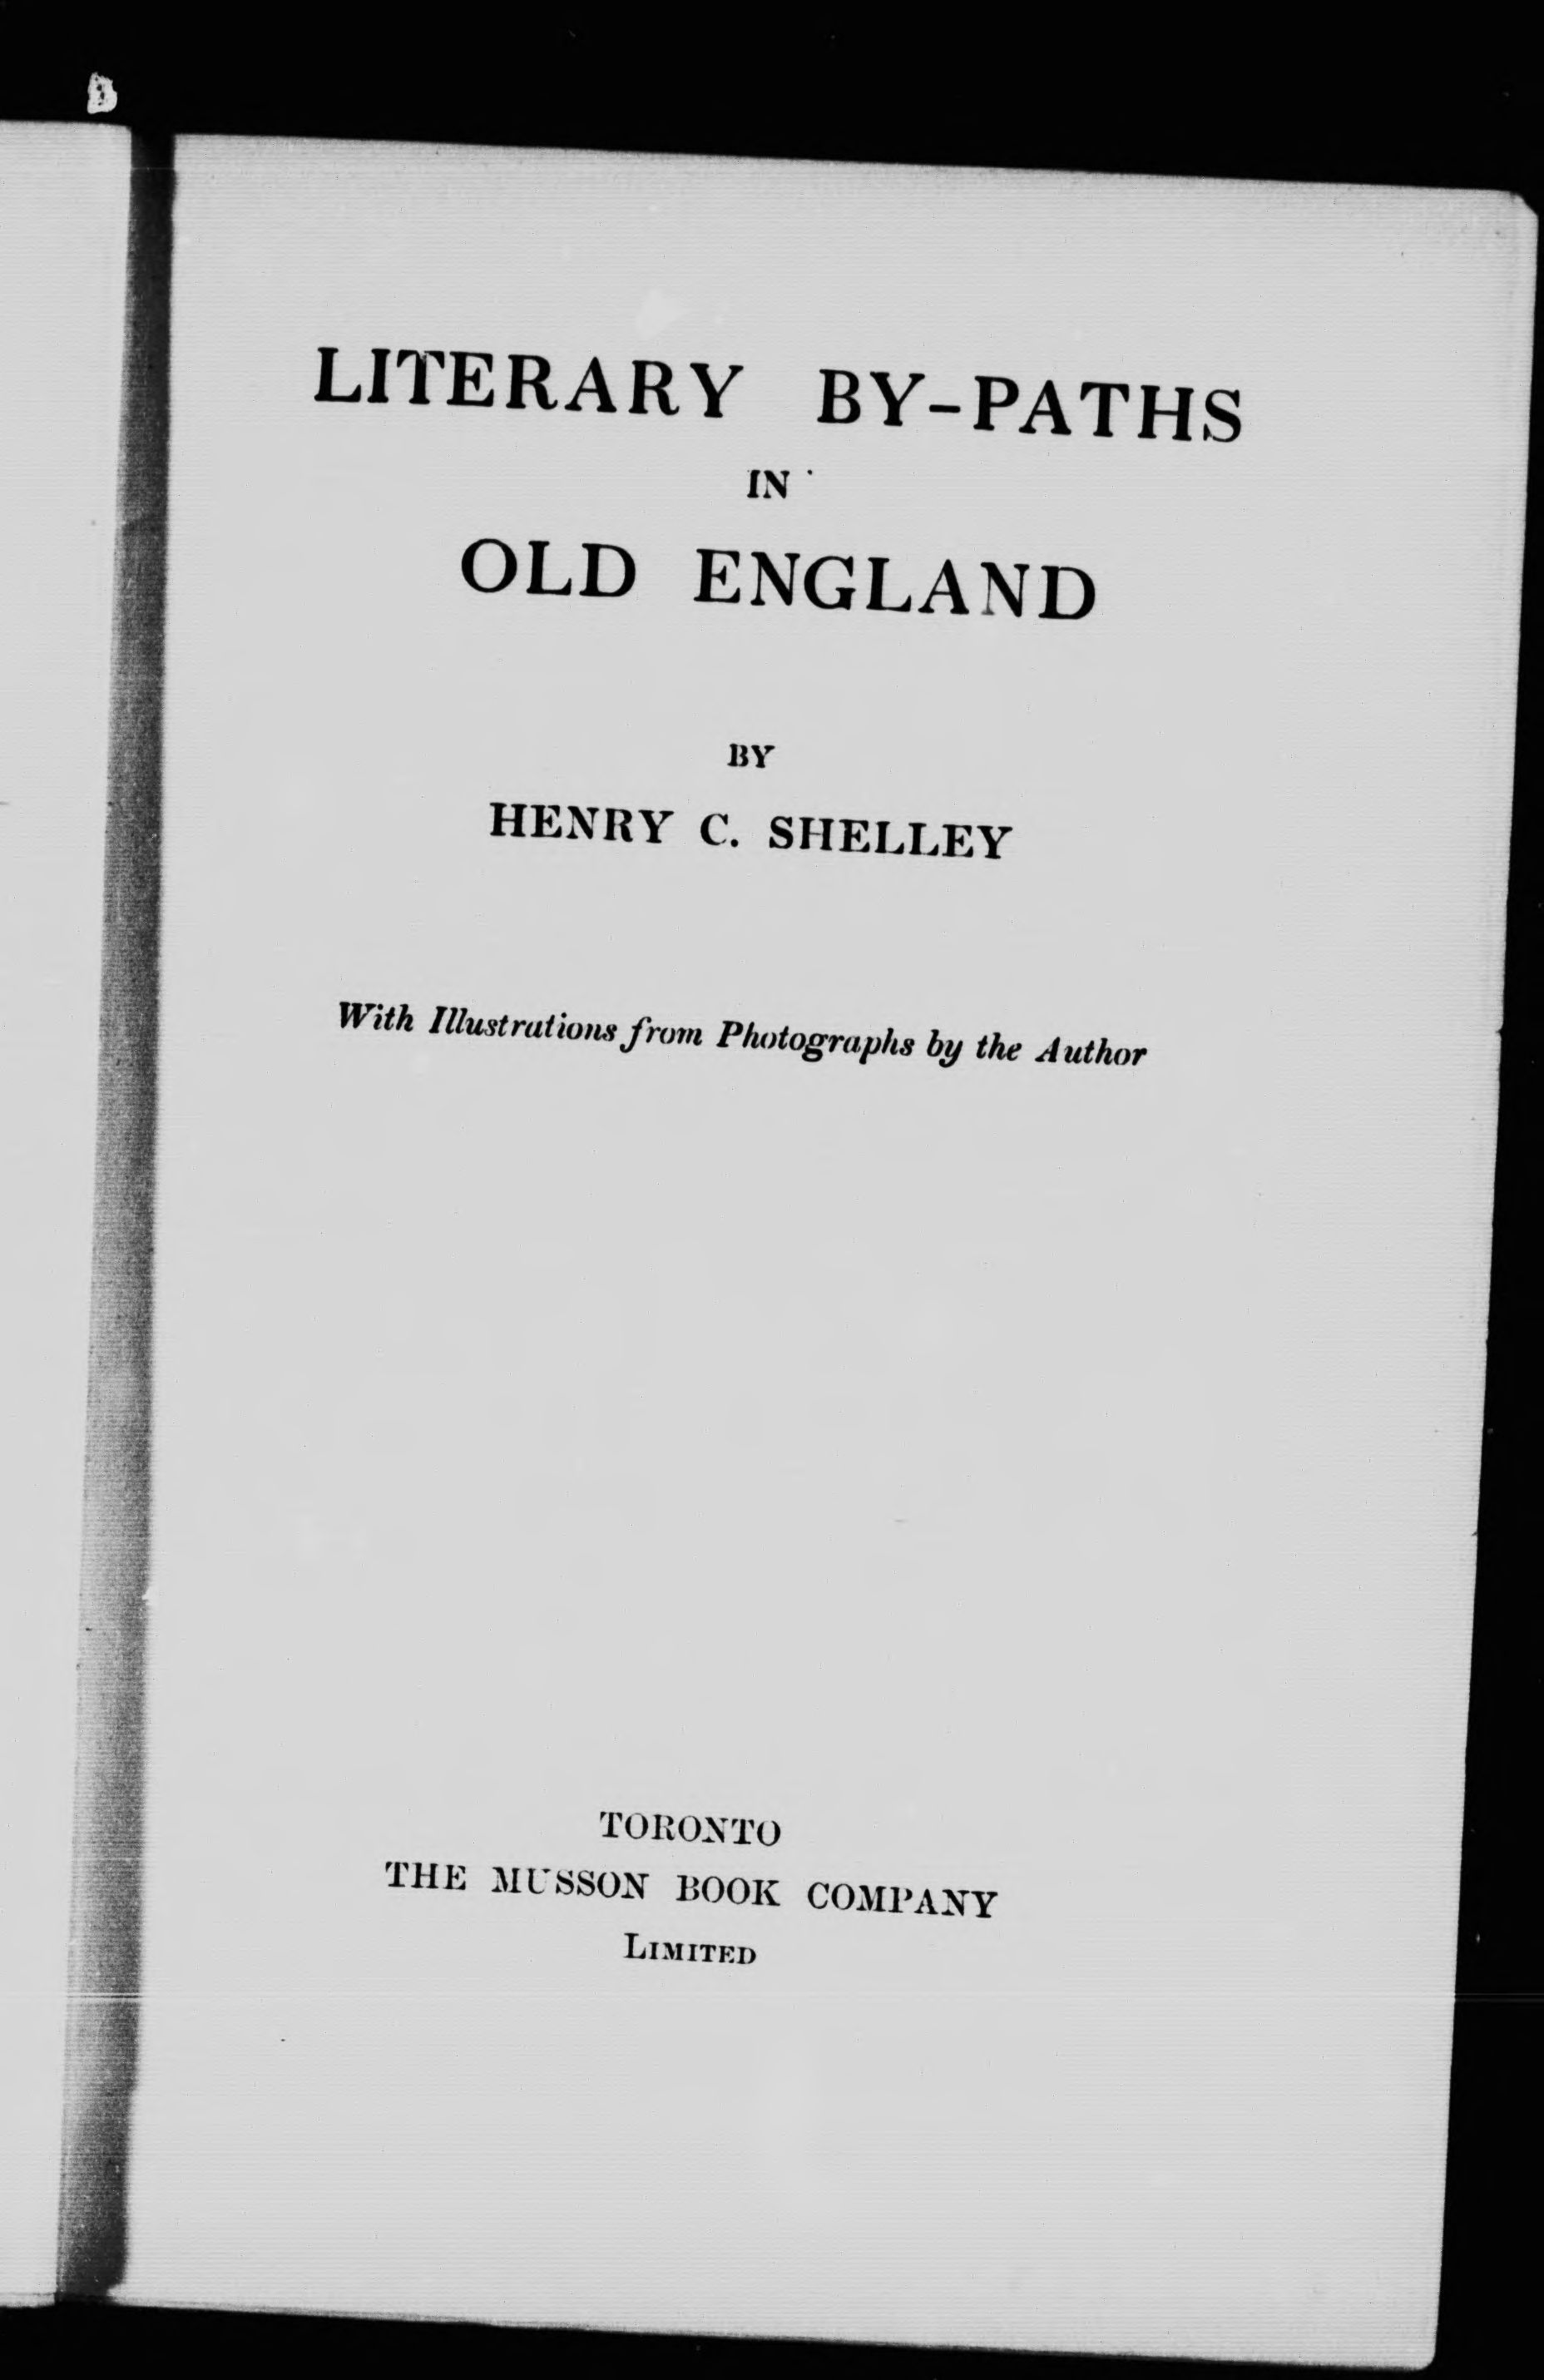 LITERARY BY-PATHS
IN
OLD ENGLAND
BY
HENRY C. SHELLEY
With Illustrations from Photographs by the Author
TORONTO
THE MUSSON BOOK COMPANY
LIMITED